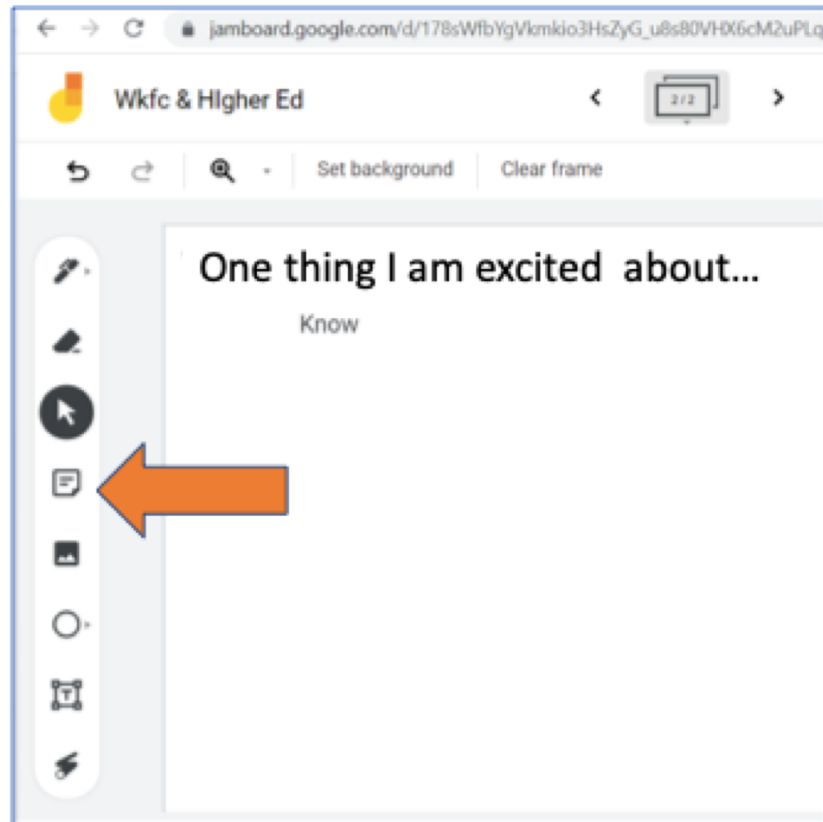 jamboard.google.com/d/178sWfbYgVkmkio3HsZyG_u8s80VHX6cM2uPLq
Wkfc & HIgher Ed
2/2
Set background Clear frame
One thing I am excited about...
Know
T